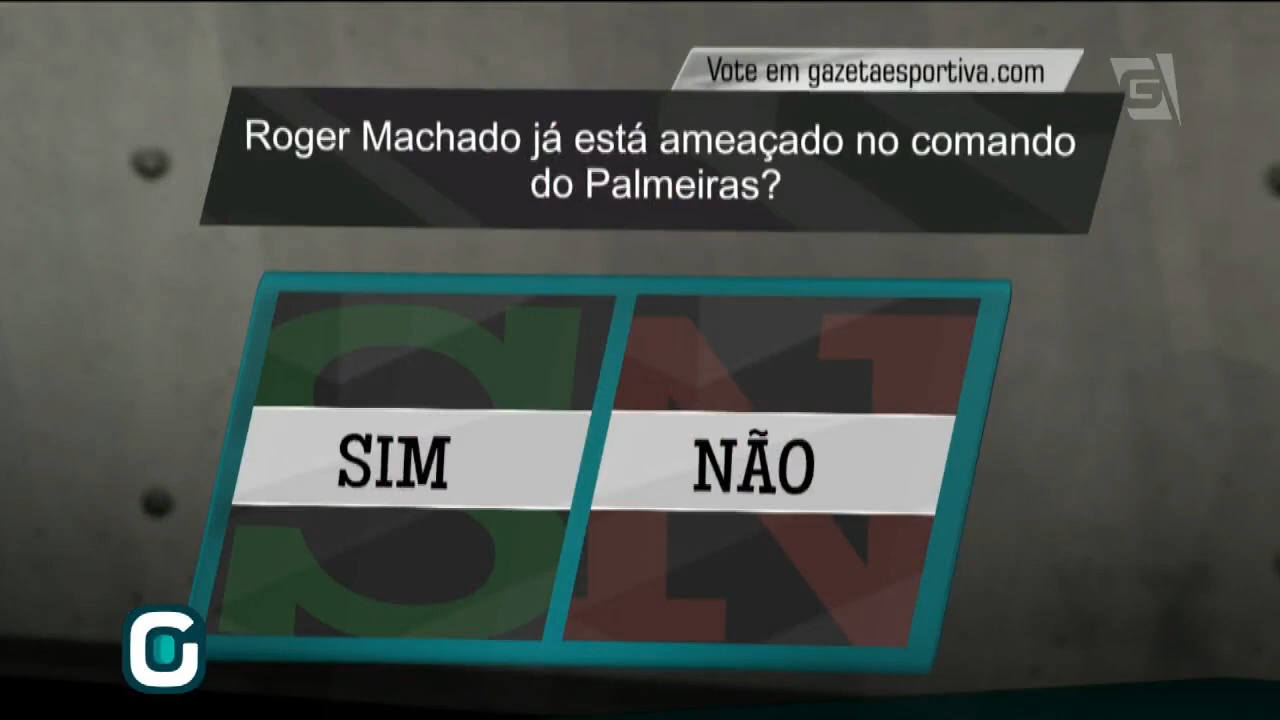 Vote em gazetaesportiva.com
Roger Machado já está ameaçado no comando
do Palmeiras?
SIM
NÃO